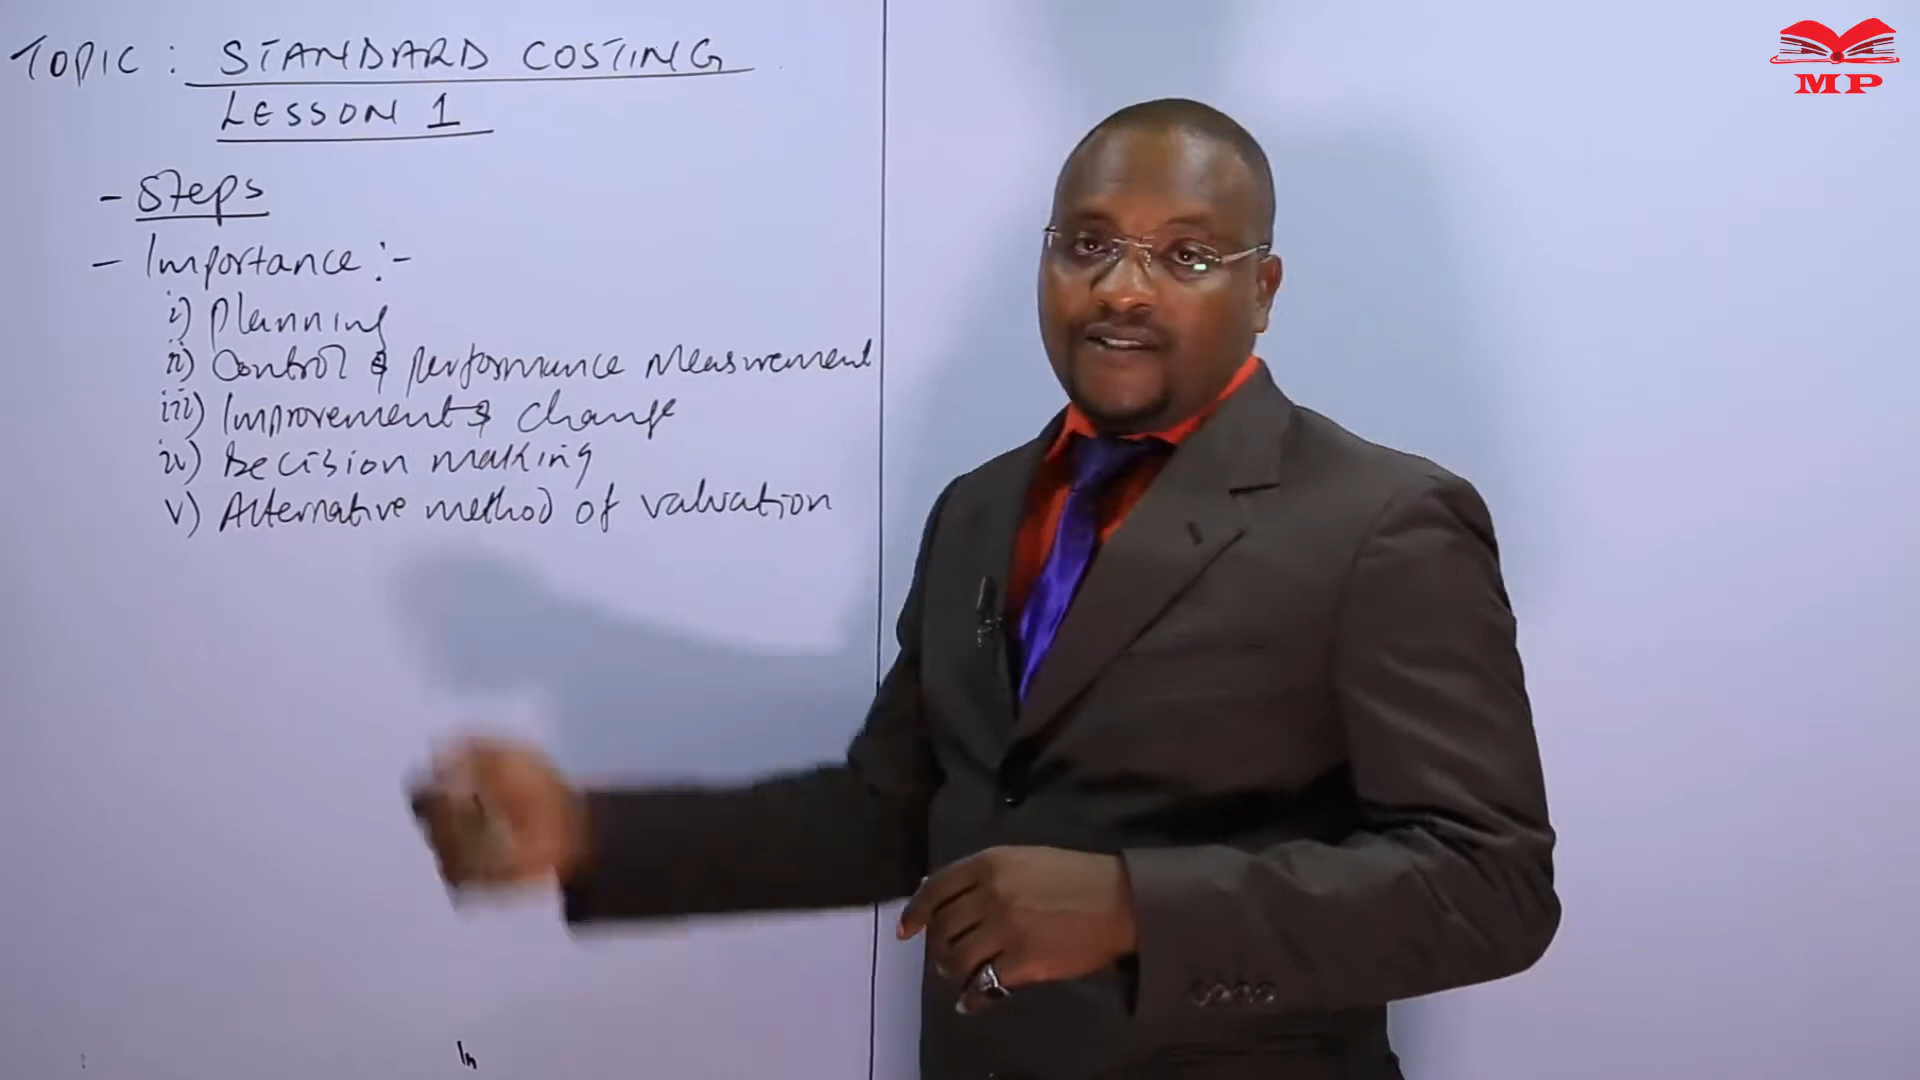 TOPIC : STANDARD COSTING
LESSON 1
- Steps
- Importance :-
i) Planning
ii) Control & performance measurement
iii) Improvement & change
iv) Decision making
v) Alternative method of valuation
MP